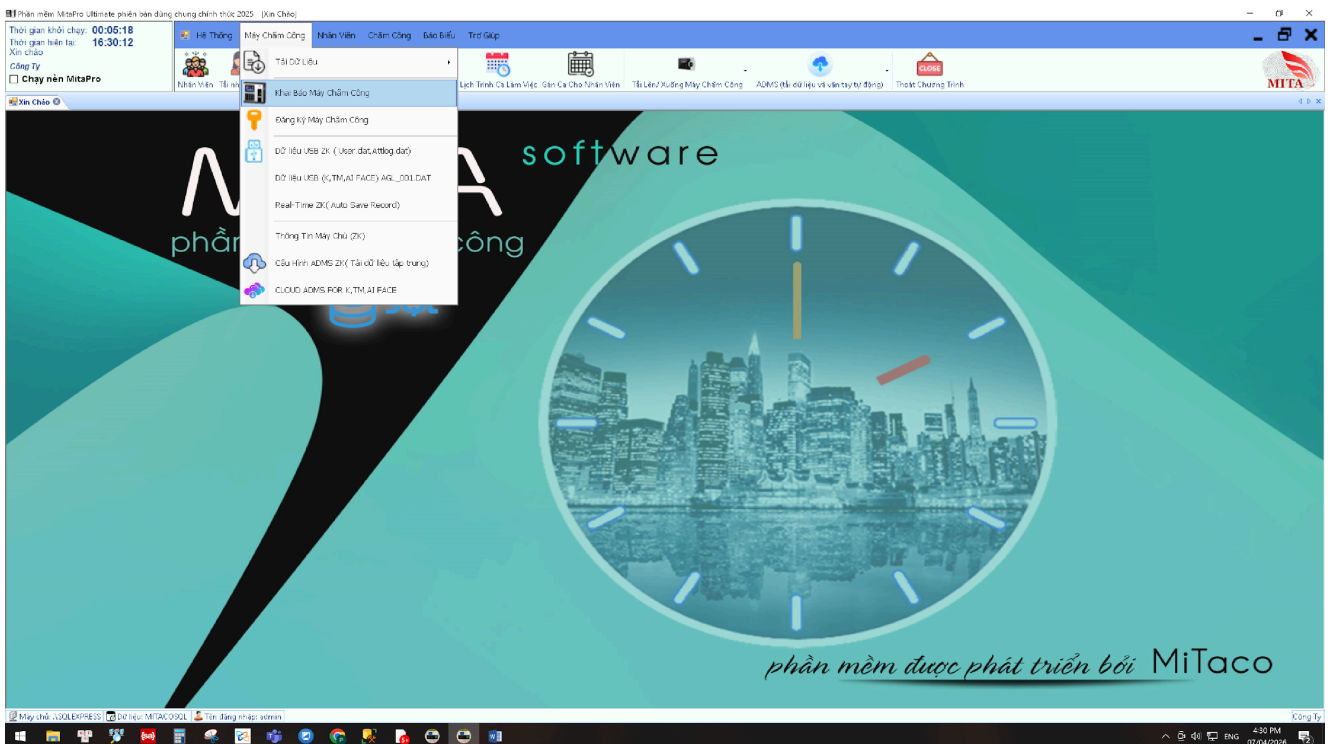 Phần mềm MitaPro Ultimate phiên bản dùng chung chính thức 2025 [Xin Chào]
Thời gian khởi chạy: 00:05:18
Thời gian hiện tại: 16:30:12
Xin chào
Công Ty
Chạy nền MitaPro
Hệ Thống Máy Chấm Công Nhân Viên Chấm Công Báo Biểu Trợ Giúp
Nhân Viên Tải nh Lịch Trình Ca Làm Việc Gán Ca Cho Nhân Viên Tải Lên/ Xuống Máy Chấm Công ADMS (tải dữ liệu và vân tay tự động) Thoát Chương Trình
CLOSE
MITA
Xin Chào
Tải Dữ Liệu
Khai Báo Máy Chấm Công
Đăng Ký Máy Chấm Công
Dữ liệu USB ZK ( User.dat,Attlog.dat)
Dữ liệu USB (K,TM,AI FACE) AGL_001.DAT
Real-Time ZK( Auto Save Record)
Thông Tin Máy Chủ (ZK)
Cấu Hình ADMS ZK( Tải dữ liệu tập trung)
CLOUD ADMS FOR K,TM,AI FACE
software
phần công
phần mềm được phát triển bởi MiTaco
Máy chủ: .\SQLEXPRESS Dữ liệu: MITACOSQL Tên đăng nhập: admin Công Ty
ENG 4:30 PM
07/04/2026